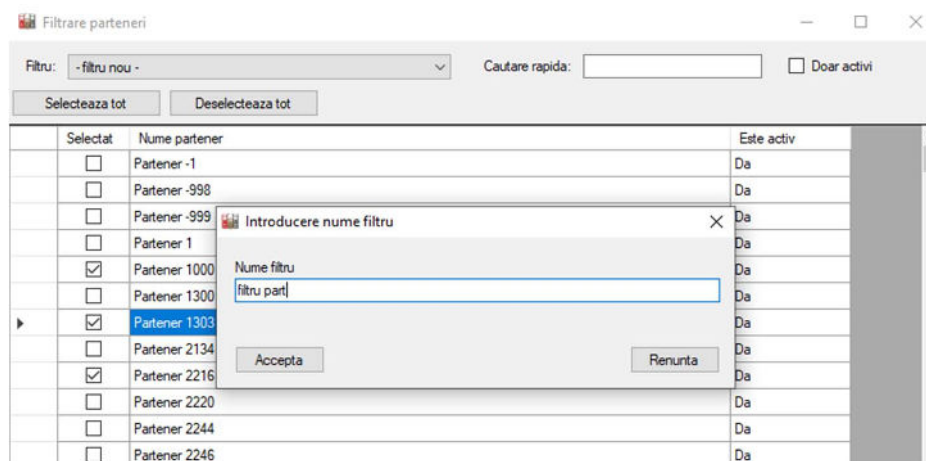 Filtrare parteneri
Filtru: - filtru nou - Cautare rapida: Doar activi
Selecteaza tot Deselecteaza tot
Selectat Nume partener Este activ
Partener -1 Da
Partener -998 Da
Partener -999 Da
Partener 1 Da
Partener 1000 Da
Partener 1300 Da
Partener 1303 Da
Partener 2134 Da
Partener 2216 Da
Partener 2220 Da
Partener 2244 Da
Partener 2246 Da
Introducere nume filtru
Nume filtru
filtru part
Accepta Renunta